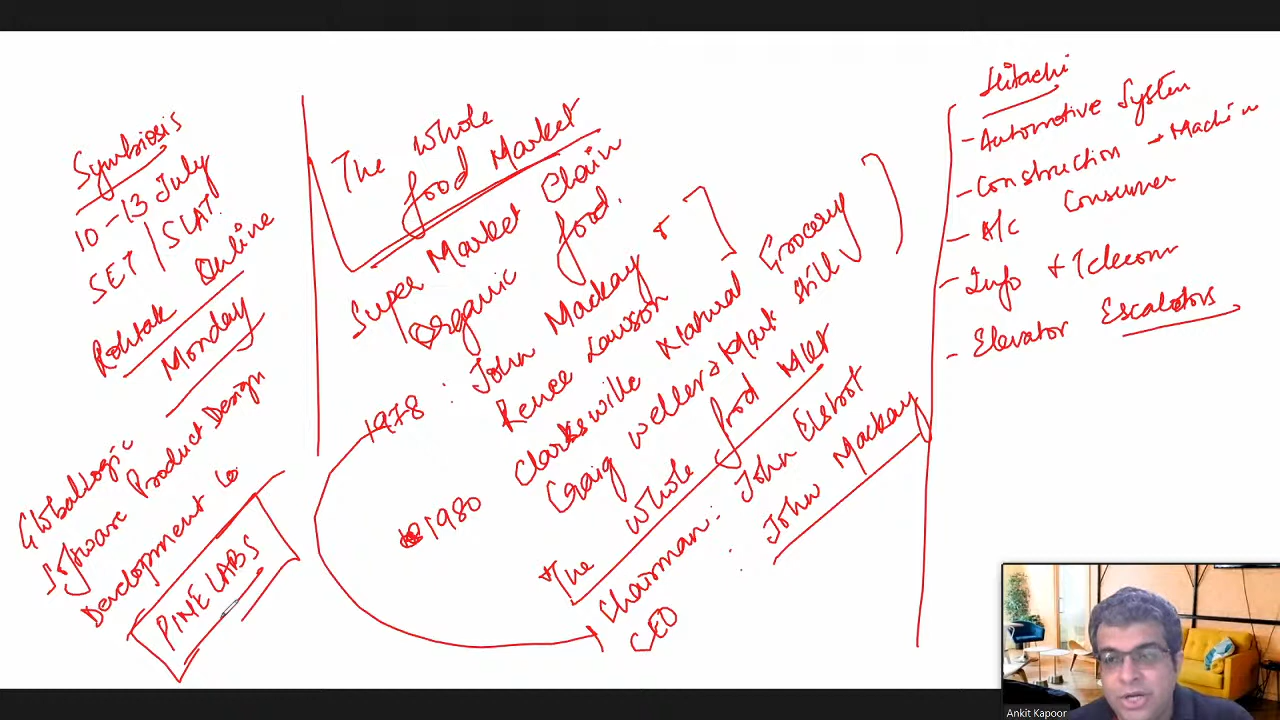 Symbiosis
10-13 July
SET / SLAT
Rohtak Online
Monday
GlobalLogic
Software Product Design
Development Co
PINE LABS
The Whole
food Market
Super Market Chain
Organic food.
1978 : John Mackay &
Renee Lawson
Clarksville Natural Grocery
1980 Craig Weller & Mark Skill
The Whole food Mkt
Chairman : John Elsbot
CEO : John Mackay
Hitachi
- Automotive System
- Construction → Machin
- A/C Consumer
- Info + Telecom
- Elevator Escalators
Ankit Kapoor